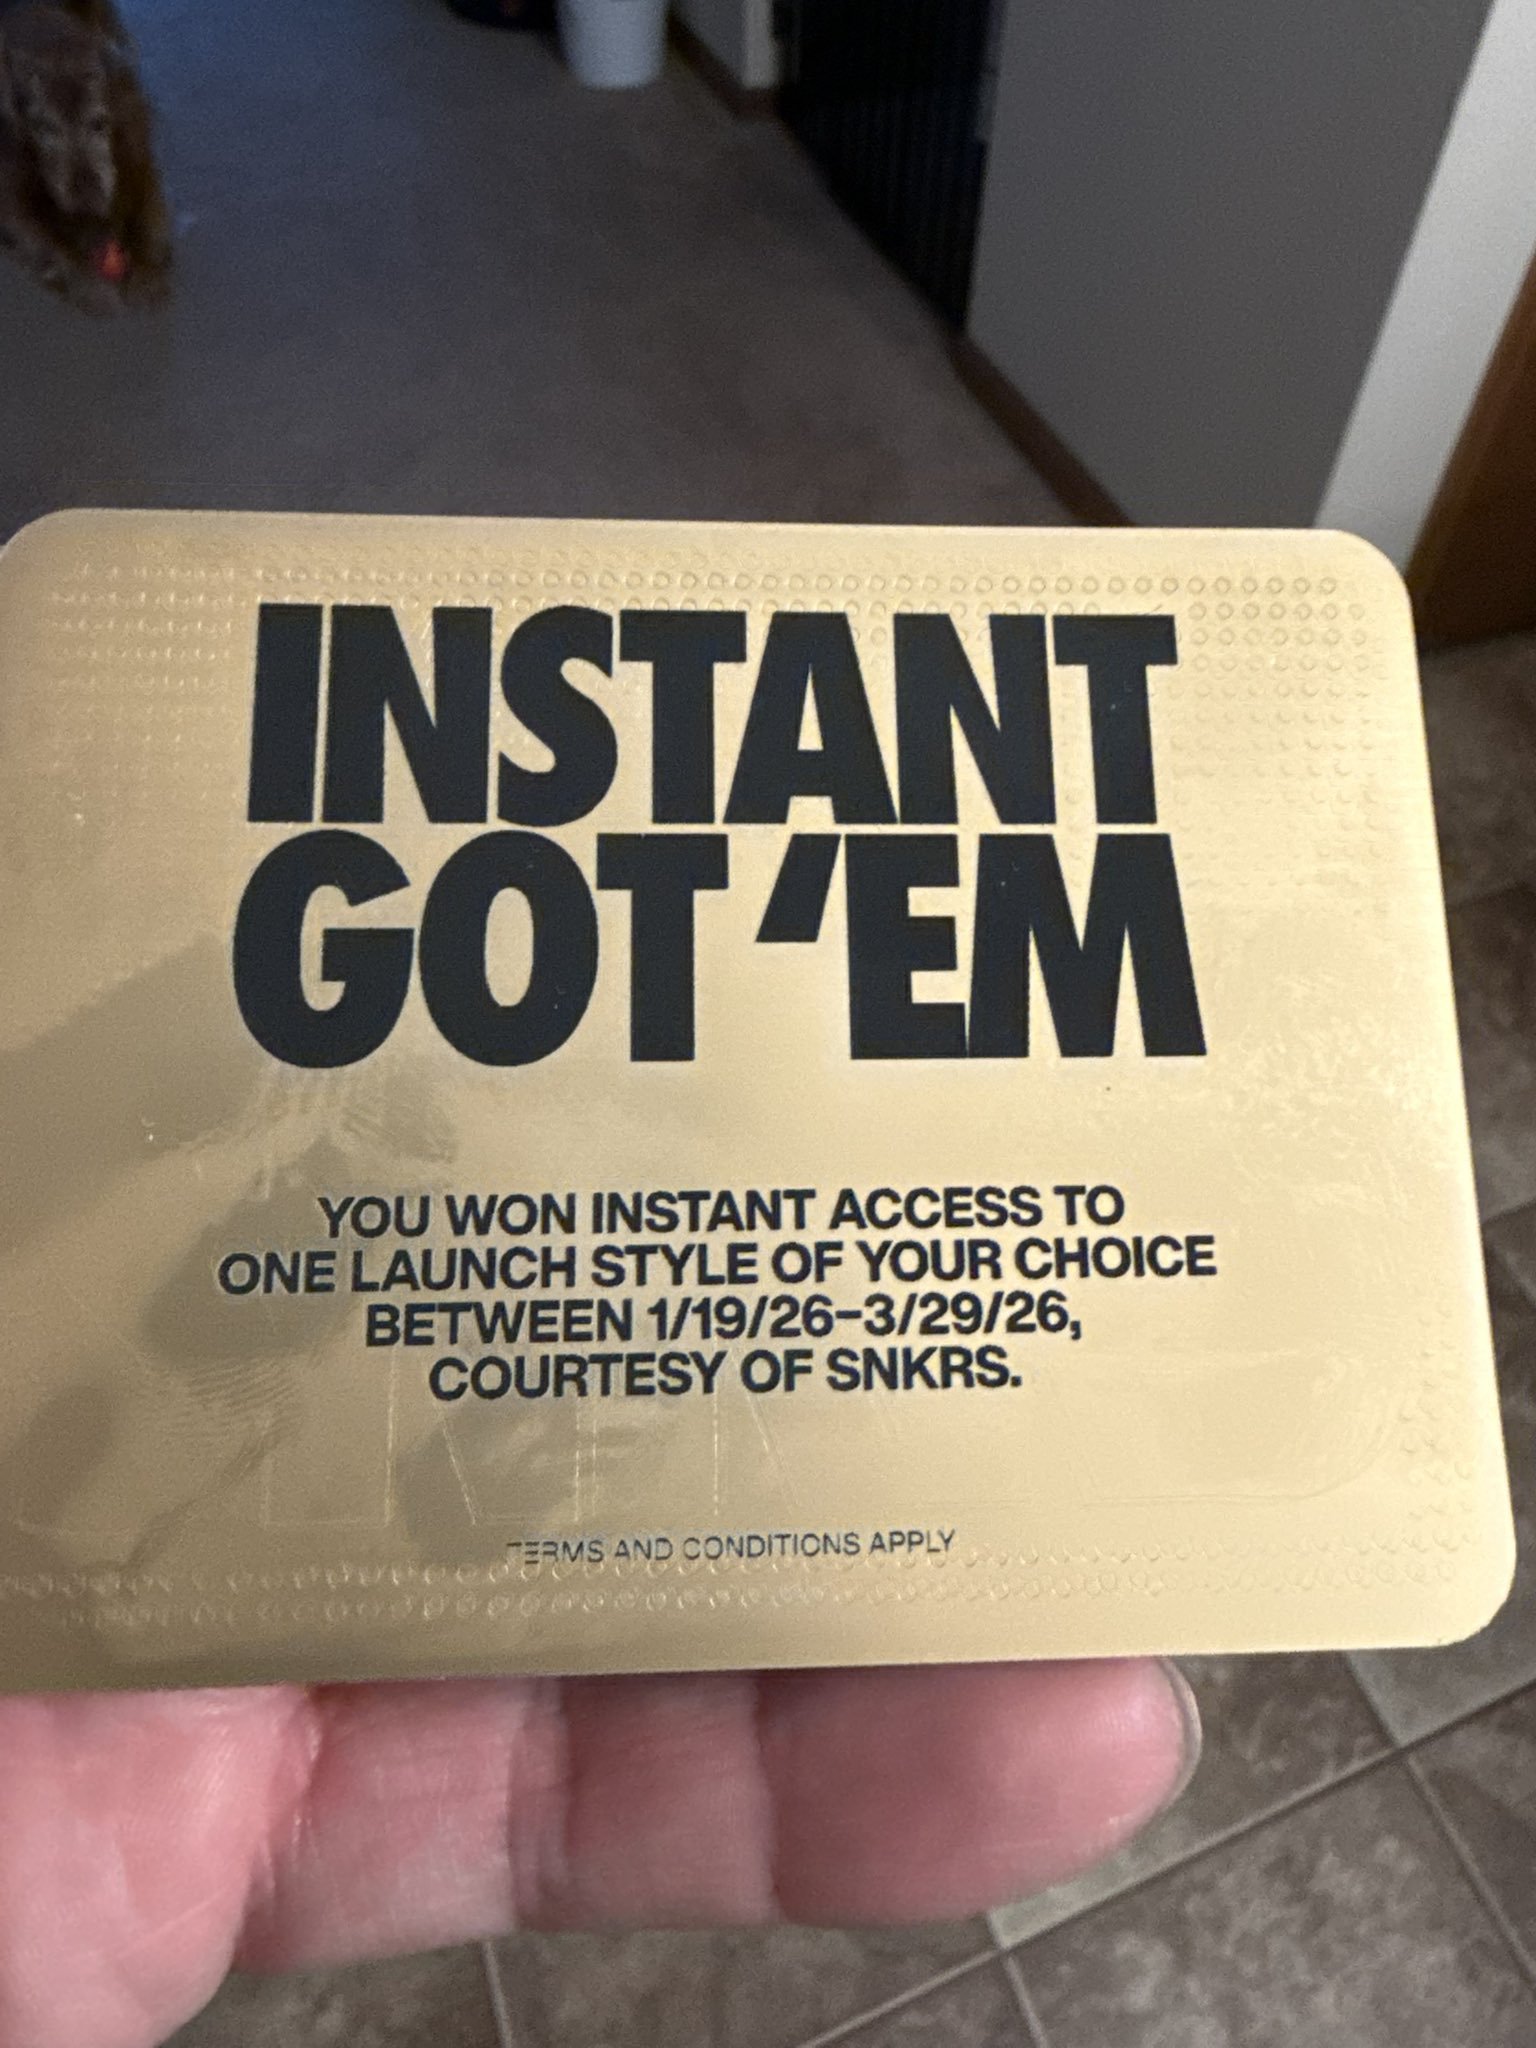 INSTANT
GOT 'EM
YOU WON INSTANT ACCESS TO
ONE LAUNCH STYLE OF YOUR CHOICE
BETWEEN 1/19/26–3/29/26,
COURTESY OF SNKRS.
TERMS AND CONDITIONS APPLY